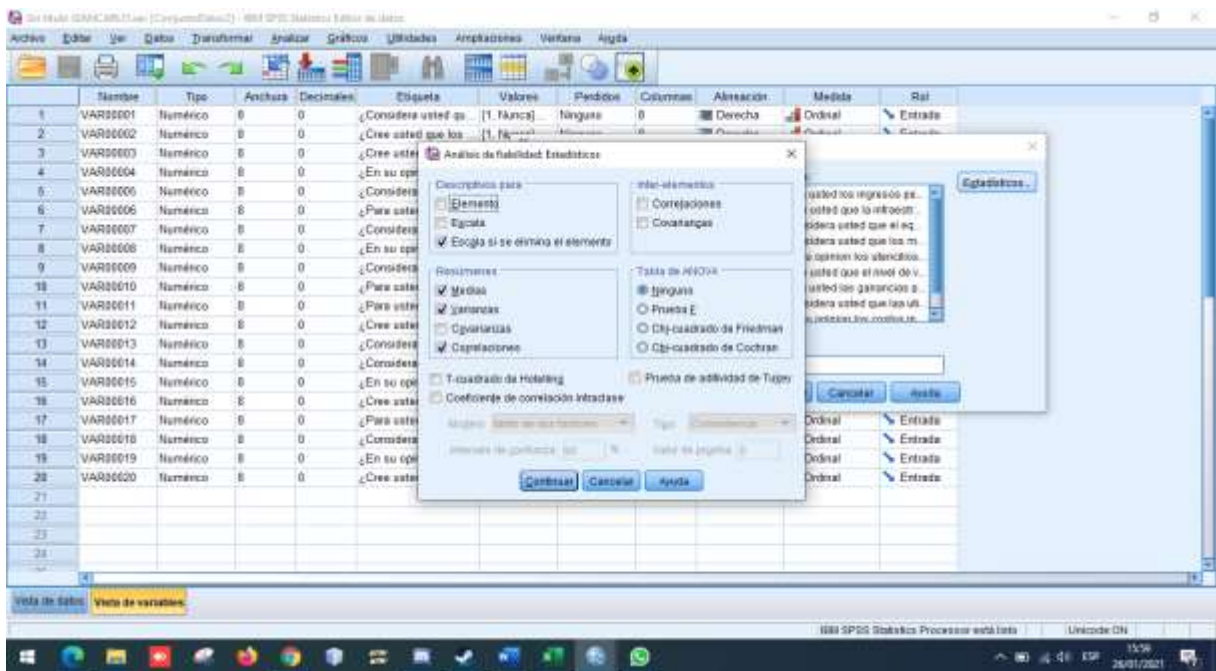 Archivo Editar Ver Datos Transformar Analizar Gráficos Utilidades Ampliaciones Ventana Ayuda
Nombre Tipo Anchura Decimales Etiqueta Valores Perdidos Columnas Alineación Medida Rol
1 VAR00001 Numérico 8 0 ¿Considera usted qu... {1, Nunca}... Ninguno 8 Derecha Ordinal Entrada
2 VAR00002 Numérico 8 0 ¿Cree usted que los
3 VAR00003 Numérico 8 0 ¿Cree
4 VAR00004 Numérico 8 0 ¿En su
5 VAR00005 Numérico 8 0 ¿Considera
6 VAR00006 Numérico 8 0 ¿Para
7 VAR00007 Numérico 8 0 ¿Considera
8 VAR00008 Numérico 8 0 ¿En su
9 VAR00009 Numérico 8 0 ¿Considera
10 VAR00010 Numérico 8 0 ¿Para
11 VAR00011 Numérico 8 0 ¿Para
12 VAR00012 Numérico 8 0 ¿Cree
13 VAR00013 Numérico 8 0 ¿Considera
14 VAR00014 Numérico 8 0 ¿Considera
15 VAR00015 Numérico 8 0 ¿En su
16 VAR00016 Numérico 8 0 ¿Cree
17 VAR00017 Numérico 8 0 ¿Para Ordinal Entrada
18 VAR00018 Numérico 8 0 ¿Considera Ordinal Entrada
19 VAR00019 Numérico 8 0 ¿En su Ordinal Entrada
20 VAR00020 Numérico 8 0 ¿Cree Ordinal Entrada
21
22
23
24
Análisis de fiabilidad: Estadísticos
Descriptivos para
Elemento
Escala
Escala si se elimina el elemento
Inter-elementos
Correlaciones
Covarianzas
Resúmenes
Medias
Varianzas
Covarianzas
Correlaciones
Tabla de ANOVA
Ninguno
Prueba F
Chi-cuadrado de Friedman
Chi-cuadrado de Cochran
T-cuadrado de Hotelling
Prueba de aditividad de Tukey
Coeficiente de correlación intraclase
Continuar Cancelar Ayuda
Estadísticos...
Cancelar Ayuda
Vista de datos Vista de variables
IBM SPSS Statistics Processor está listo Unicode:ON
ESP 15:59
26/01/2021